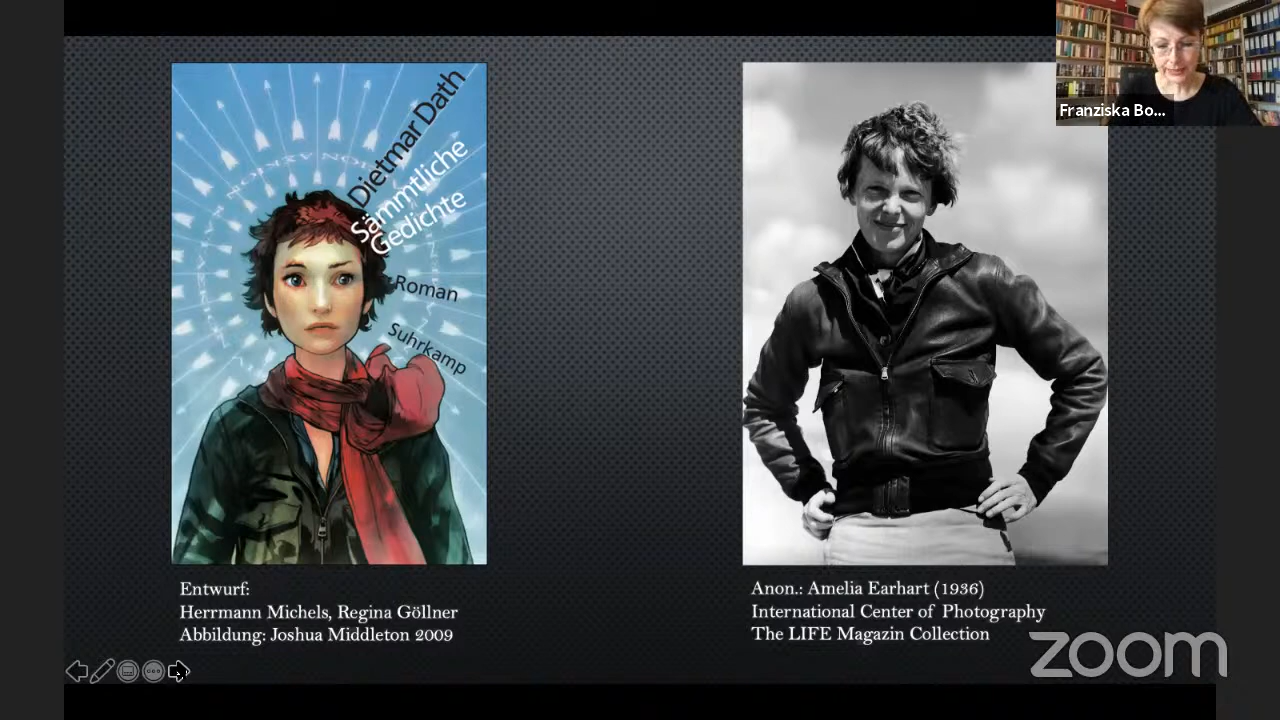 Franziska Bo...
Dietmar Dath
Sämmtliche
Gedichte
Roman
Suhrkamp
Entwurf:
Herrmann Michels, Regina Göllner
Abbildung: Joshua Middleton 2009
Anon.: Amelia Earhart (1936)
International Center of Photography
The LIFE Magazin Collection
zoom